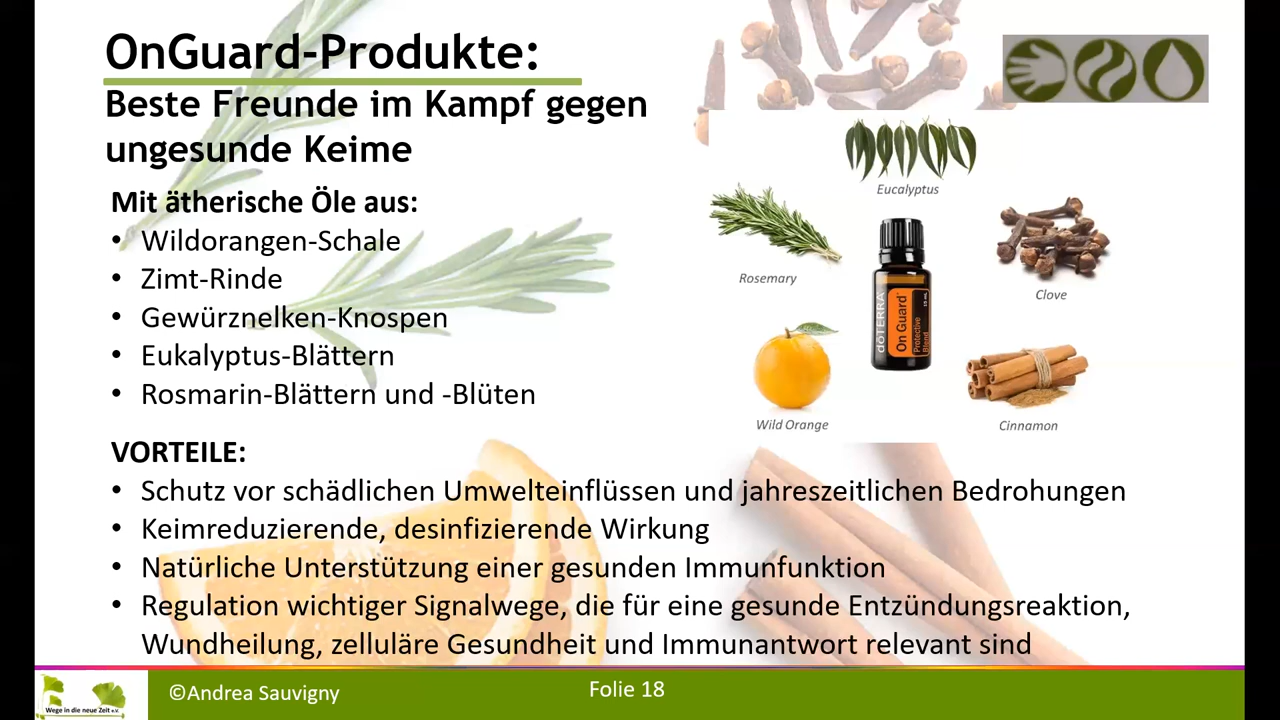 OnGuard-Produkte:
Beste Freunde im Kampf gegen
ungesunde Keime
Mit ätherische Öle aus:
• Wildorangen-Schale
• Zimt-Rinde
• Gewürznelken-Knospen
• Eukalyptus-Blättern
• Rosmarin-Blättern und -Blüten
Eucalyptus
Rosemary
Clove
dōTERRA
On Guard
Protective
Blend
15 mL
Wild Orange
Cinnamon
VORTEILE:
• Schutz vor schädlichen Umwelteinflüssen und jahreszeitlichen Bedrohungen
• Keimreduzierende, desinfizierende Wirkung
• Natürliche Unterstützung einer gesunden Immunfunktion
• Regulation wichtiger Signalwege, die für eine gesunde Entzündungsreaktion,
Wundheilung, zelluläre Gesundheit und Immunantwort relevant sind
Wege in die neue Zeit e.V.
©Andrea Sauvigny
Folie 18